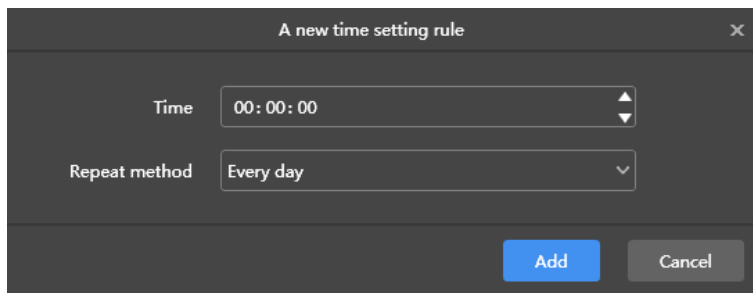 A new time setting rule
Time 00:00:00
Repeat method Every day
Add Cancel